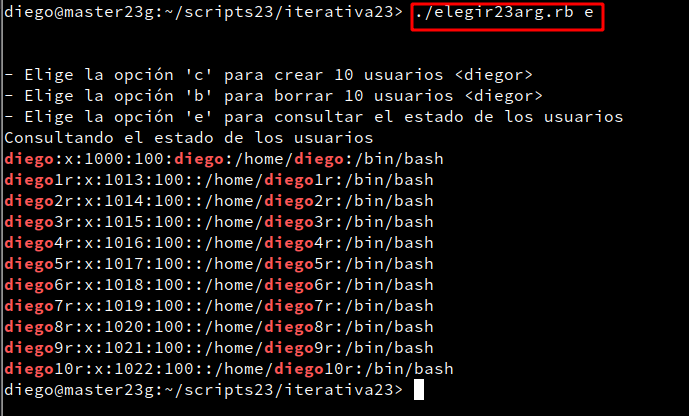 diego@master23g:~/scripts23/iterativa23> ./elegir23arg.rb e
- Elige la opción 'c' para crear 10 usuarios <diegor>
- Elige la opción 'b' para borrar 10 usuarios <diegor>
- Elige la opción 'e' para consultar el estado de los usuarios
Consultando el estado de los usuarios
diego:x:1000:100:diego:/home/diego:/bin/bash
diego1r:x:1013:100::/home/diego1r:/bin/bash
diego2r:x:1014:100::/home/diego2r:/bin/bash
diego3r:x:1015:100::/home/diego3r:/bin/bash
diego4r:x:1016:100::/home/diego4r:/bin/bash
diego5r:x:1017:100::/home/diego5r:/bin/bash
diego6r:x:1018:100::/home/diego6r:/bin/bash
diego7r:x:1019:100::/home/diego7r:/bin/bash
diego8r:x:1020:100::/home/diego8r:/bin/bash
diego9r:x:1021:100::/home/diego9r:/bin/bash
diego10r:x:1022:100::/home/diego10r:/bin/bash
diego@master23g:~/scripts23/iterativa23>